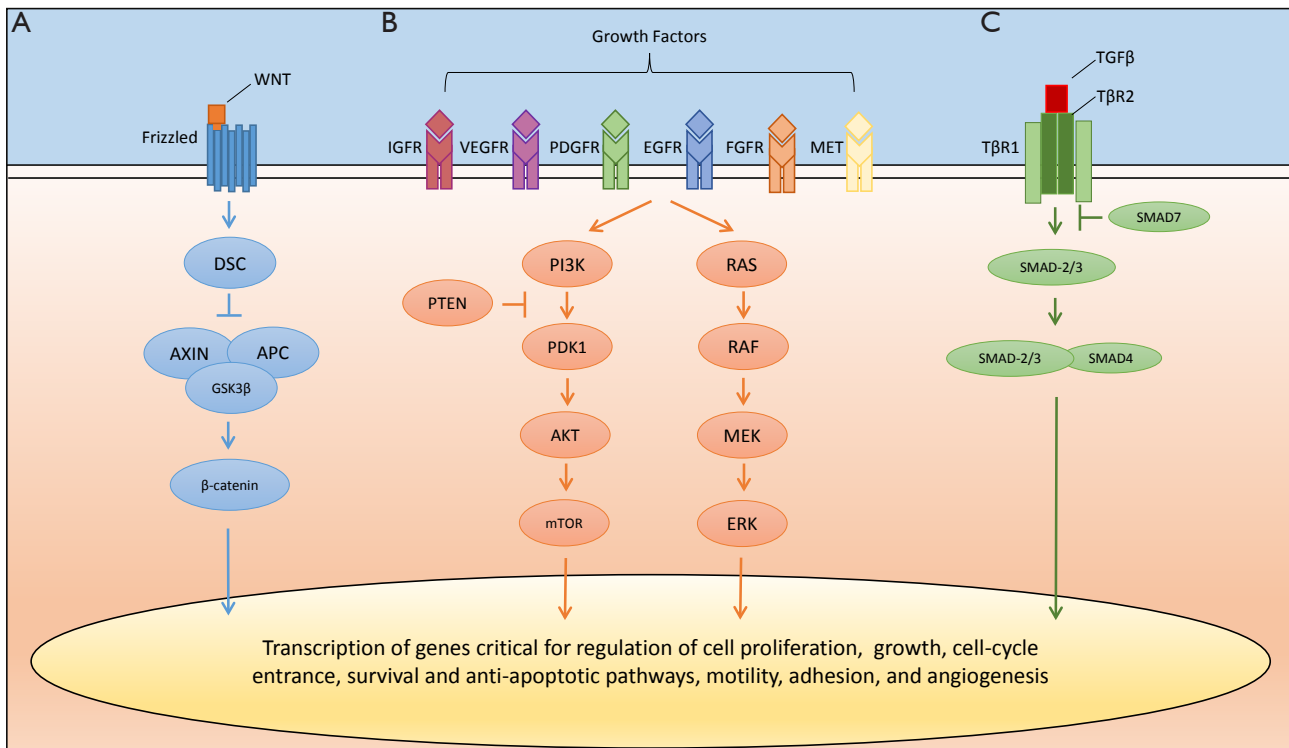 A
B
C
Growth Factors
WNT
Frizzled
IGFR
VEGFR
PDGFR
EGFR
FGFR
MET
TGFβ
TβR2
TβR1
SMAD7
DSC
AXIN
APC
GSK3β
β-catenin
PI3K
PTEN
PDK1
AKT
mTOR
RAS
RAF
MEK
ERK
SMAD-2/3
SMAD-2/3
SMAD4
Transcription of genes critical for regulation of cell proliferation, growth, cell-cycle
entrance, survival and anti-apoptotic pathways, motility, adhesion, and angiogenesis